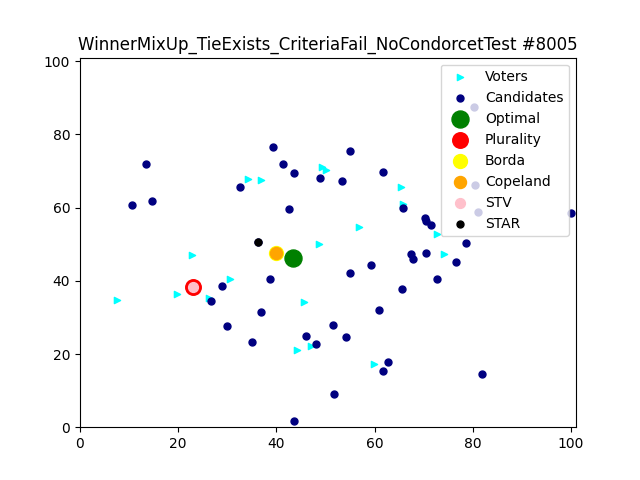 WinnerMixUp_TieExists_CriteriaFail_NoCondorcetTest #8005
100
80
60
40
20
0
0 20 40 60 80 100
Voters
Candidates
Optimal
Plurality
Borda
Copeland
STV
STAR